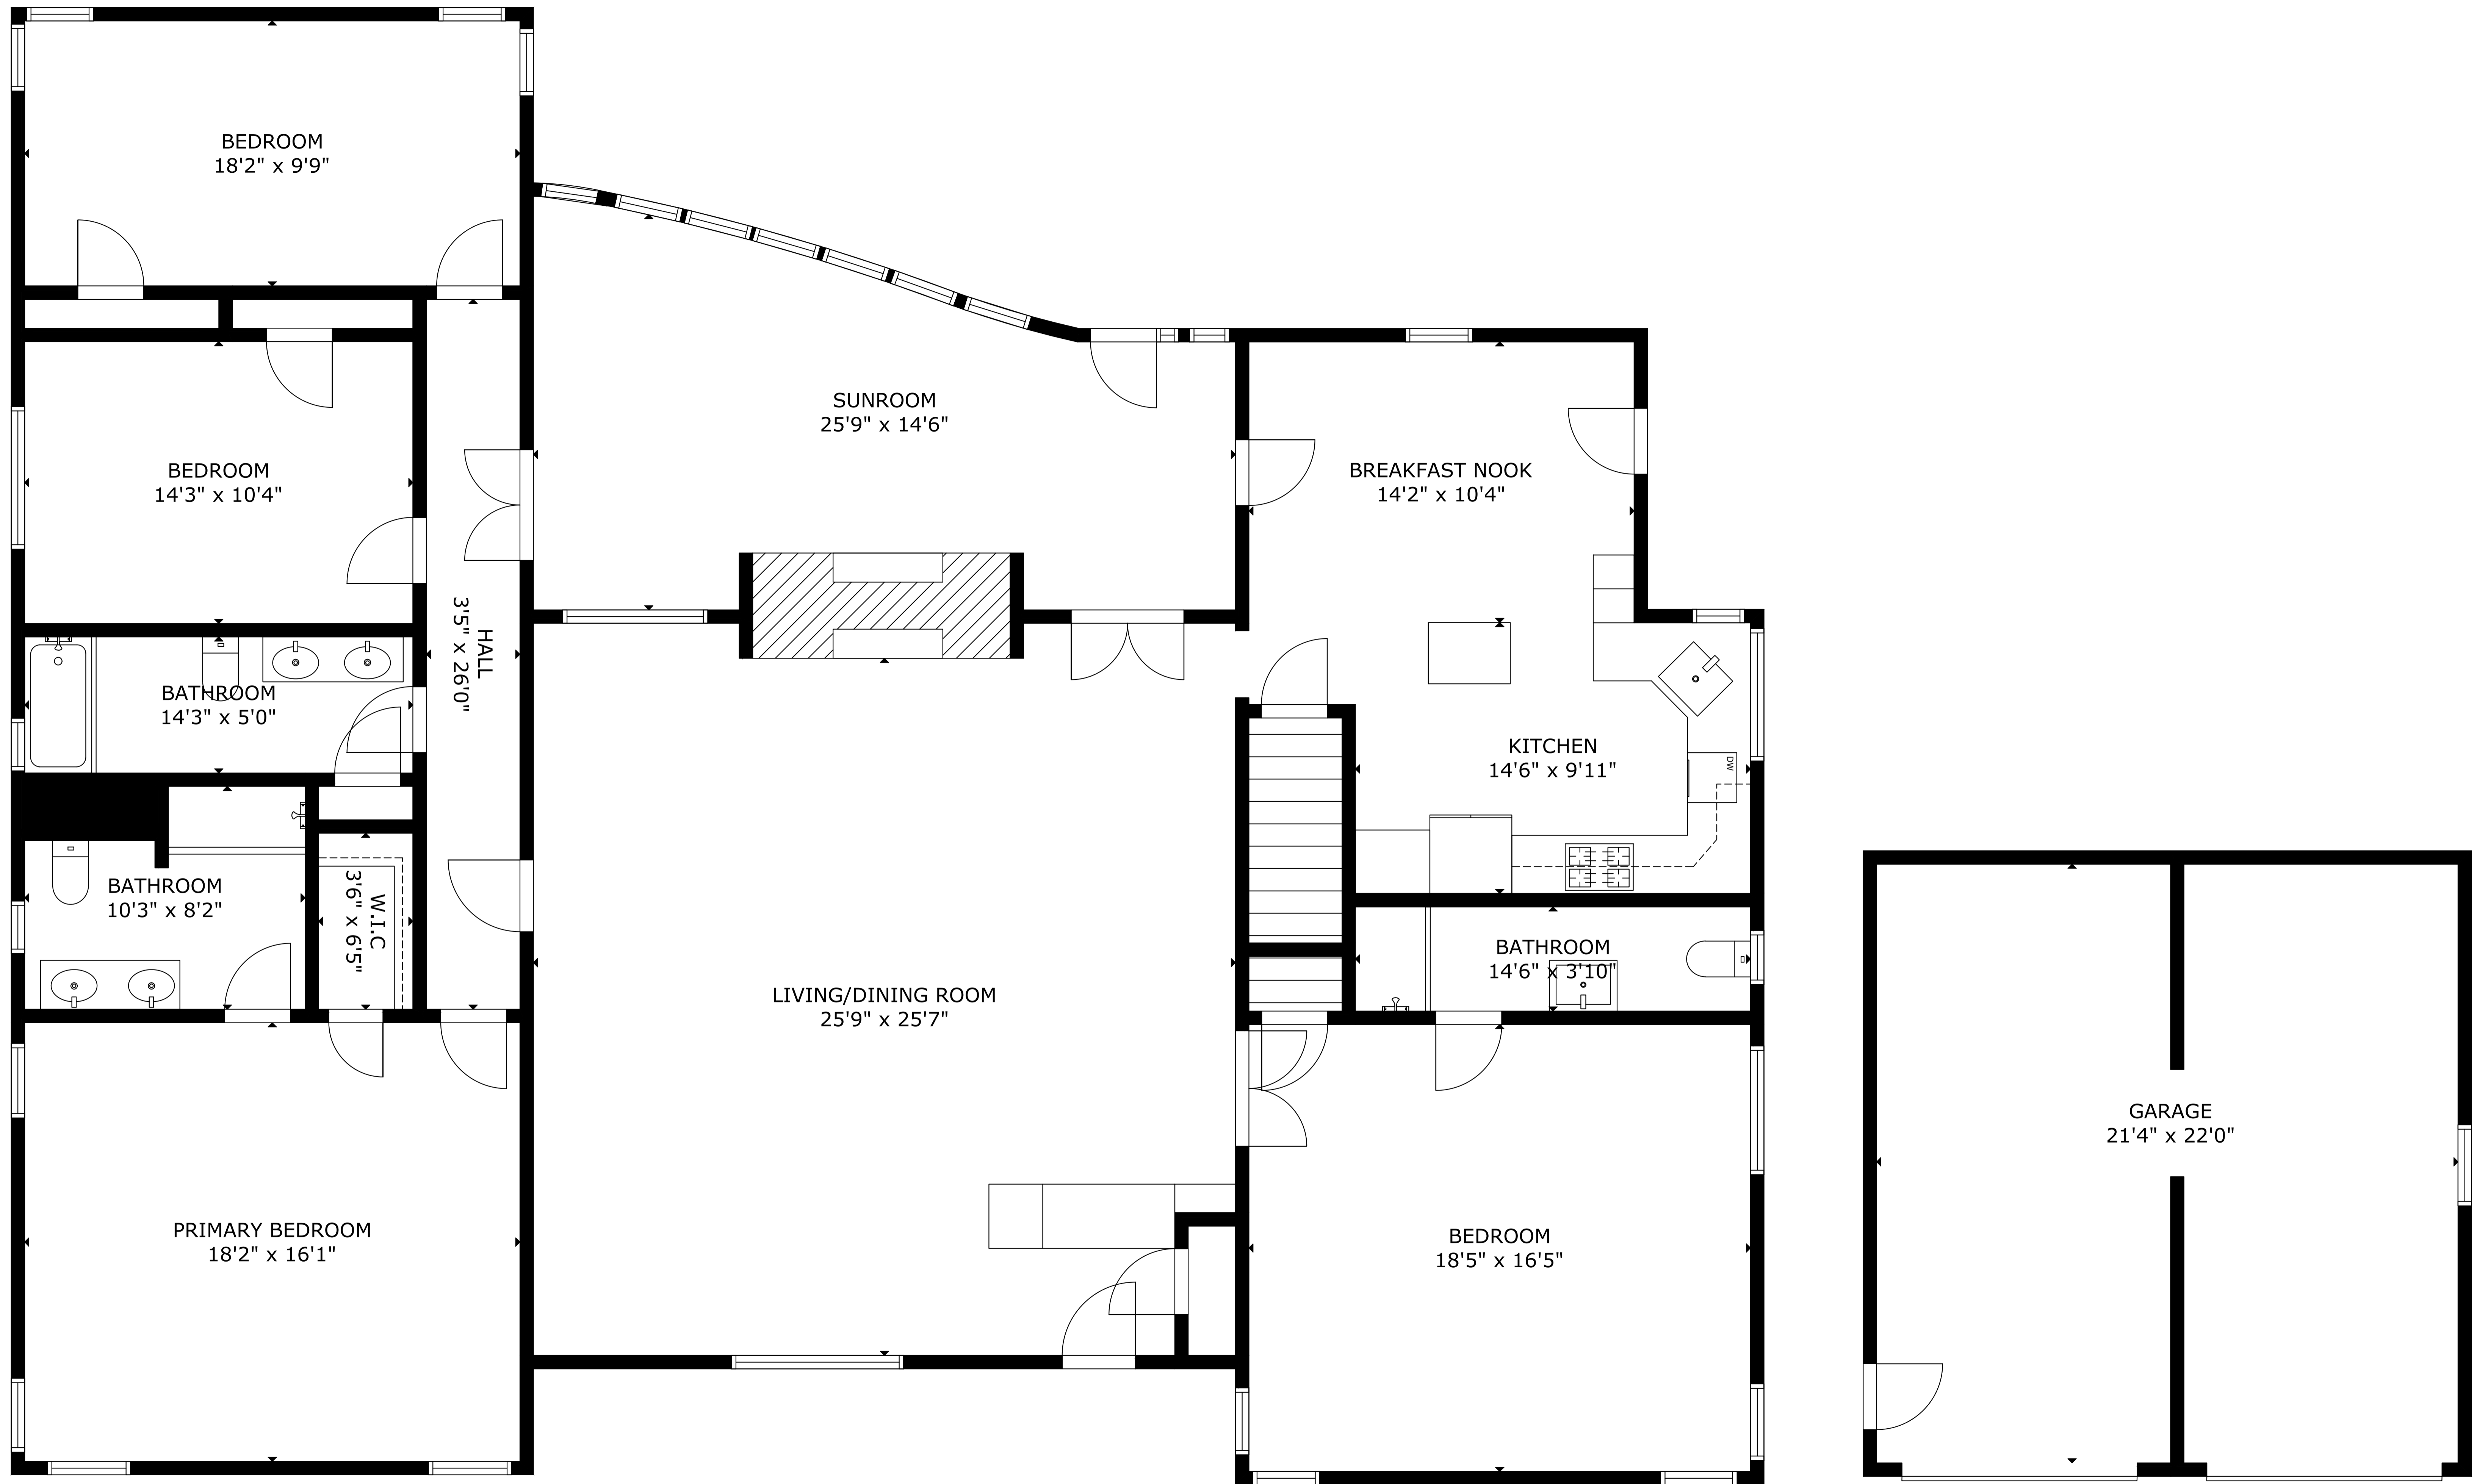 BEDROOM
18'2" x 9'9"
SUNROOM
25'9" x 14'6"
BEDROOM
14'3" x 10'4"
BREAKFAST NOOK
14'2" x 10'4"
HALL
3'5" x 26'0"
BATHROOM
14'3" x 5'0"
KITCHEN
14'6" x 9'11"
DW
BATHROOM
10'3" x 8'2"
W.I.C
3'6" x 6'5"
BATHROOM
14'6" x 3'10"
LIVING/DINING ROOM
25'9" x 25'7"
GARAGE
21'4" x 22'0"
PRIMARY BEDROOM
18'2" x 16'1"
BEDROOM
18'5" x 16'5"